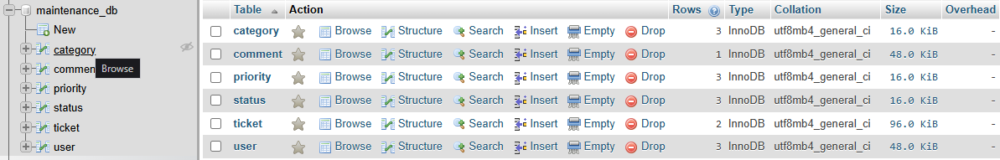 maintenance_db
New
category
commen
Browse
priority
status
ticket
user
Table Action Rows Type Collation Size Overhead
category Browse Structure Search Insert Empty Drop 3 InnoDB utf8mb4_general_ci 16.0 KiB -
comment Browse Structure Search Insert Empty Drop 1 InnoDB utf8mb4_general_ci 48.0 KiB -
priority Browse Structure Search Insert Empty Drop 3 InnoDB utf8mb4_general_ci 16.0 KiB -
status Browse Structure Search Insert Empty Drop 3 InnoDB utf8mb4_general_ci 16.0 KiB -
ticket Browse Structure Search Insert Empty Drop 2 InnoDB utf8mb4_general_ci 96.0 KiB -
user Browse Structure Search Insert Empty Drop 3 InnoDB utf8mb4_general_ci 48.0 KiB -